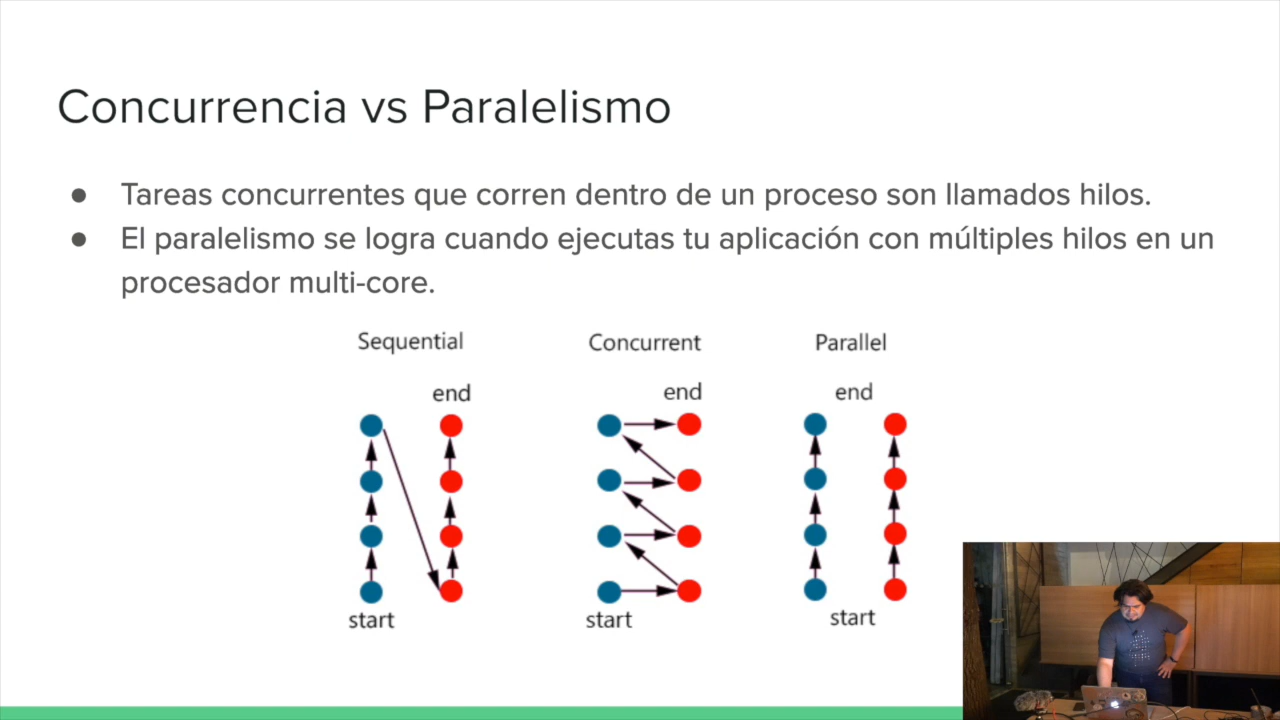 Concurrencia vs Paralelismo
● Tareas concurrentes que corren dentro de un proceso son llamados hilos.
● El paralelismo se logra cuando ejecutas tu aplicación con múltiples hilos en un
procesador multi-core.
Sequential
Concurrent
Parallel
end
end
end
start
start
start